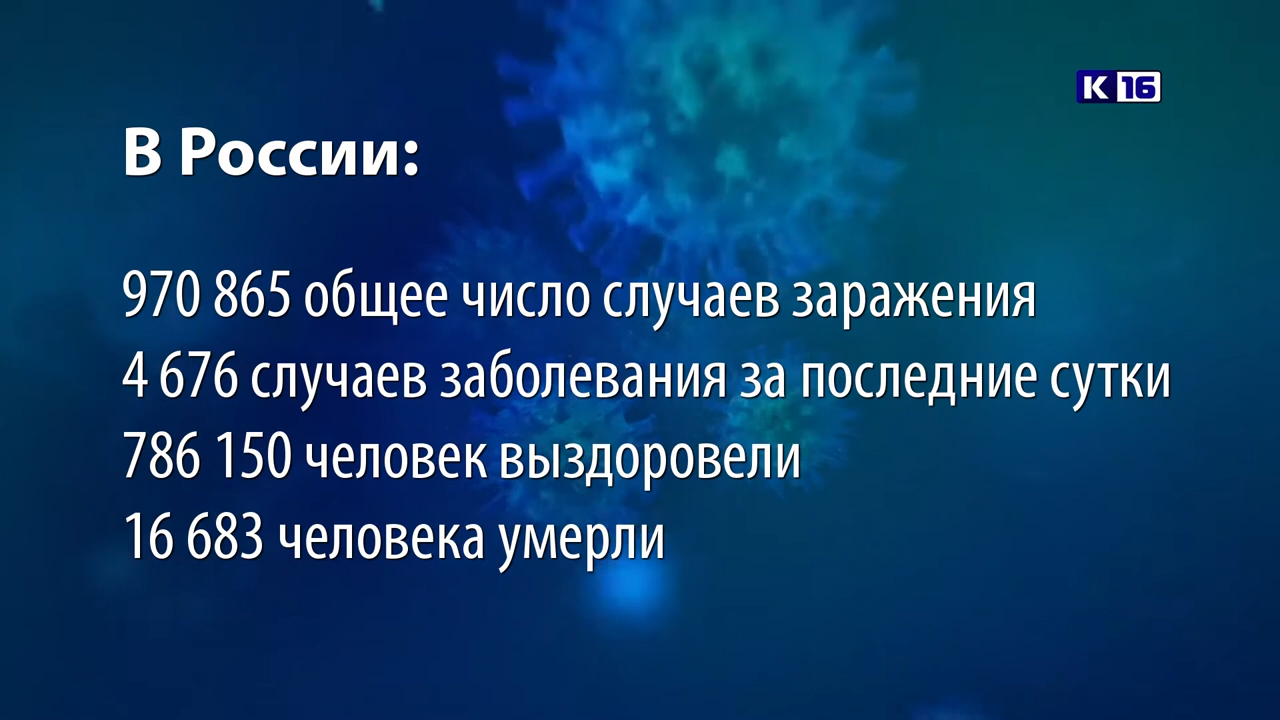 К 16
В России:
970 865 общее число случаев заражения
4 676 случаев заболевания за последние сутки
786 150 человек выздоровели
16 683 человека умерли